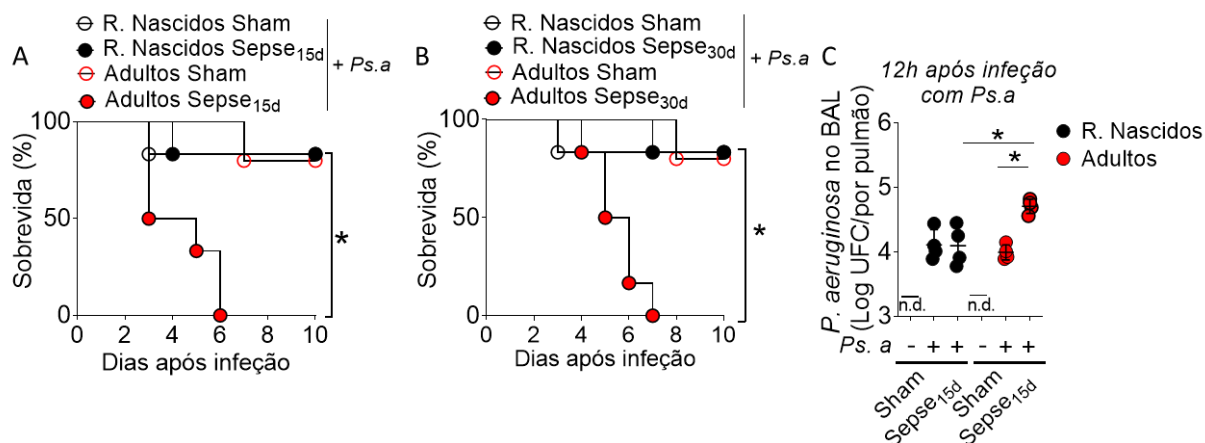 A
R. Nascidos Sham
R. Nascidos Sepse15d
Adultos Sham
Adultos Sepse15d
+ Ps.a
Sobrevida (%)
100
50
0
0 2 4 6 8 10
Dias após infeção
*
B
R. Nascidos Sham
R. Nascidos Sepse30d
Adultos Sham
Adultos Sepse30d
+ Ps.a
Sobrevida (%)
100
50
0
0 2 4 6 8 10
Dias após infeção
*
C
12h após infeção
com Ps.a
R. Nascidos
Adultos
P. aeruginosa no BAL
(Log UFC/por pulmão)
6
5
4
3
*
*
n.d.
n.d.
Ps. a - + + - + +
Sham
Sepse15d
Sham
Sepse15d